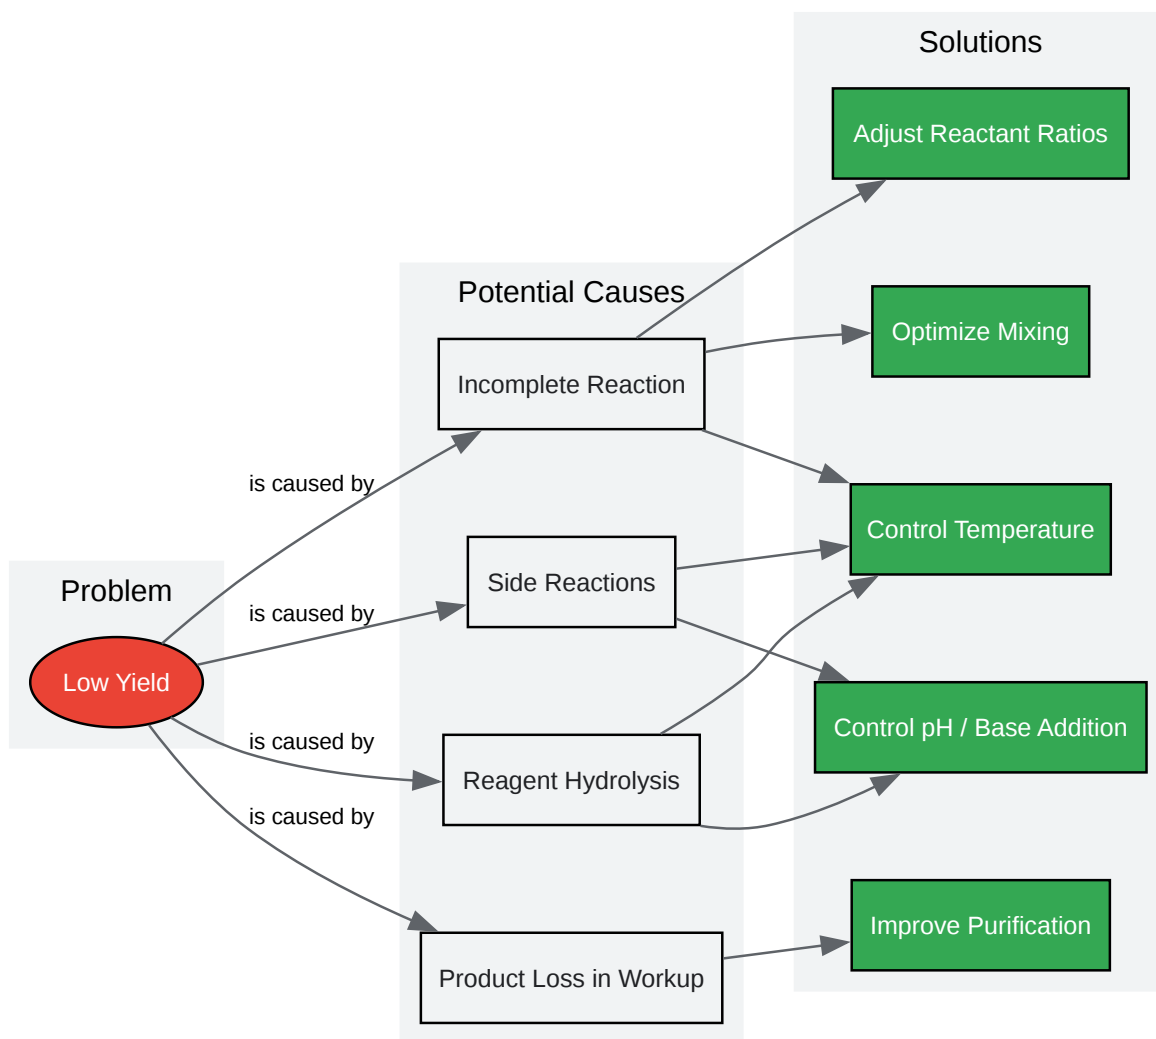 Solutions
Adjust Reactant Ratios
Potential Causes
Optimize Mixing
Incomplete Reaction
is caused by
Control Temperature
Side Reactions
Problem
is caused by
Low Yield
Control pH / Base Addition
is caused by
Reagent Hydrolysis
is caused by
Improve Purification
Product Loss in Workup